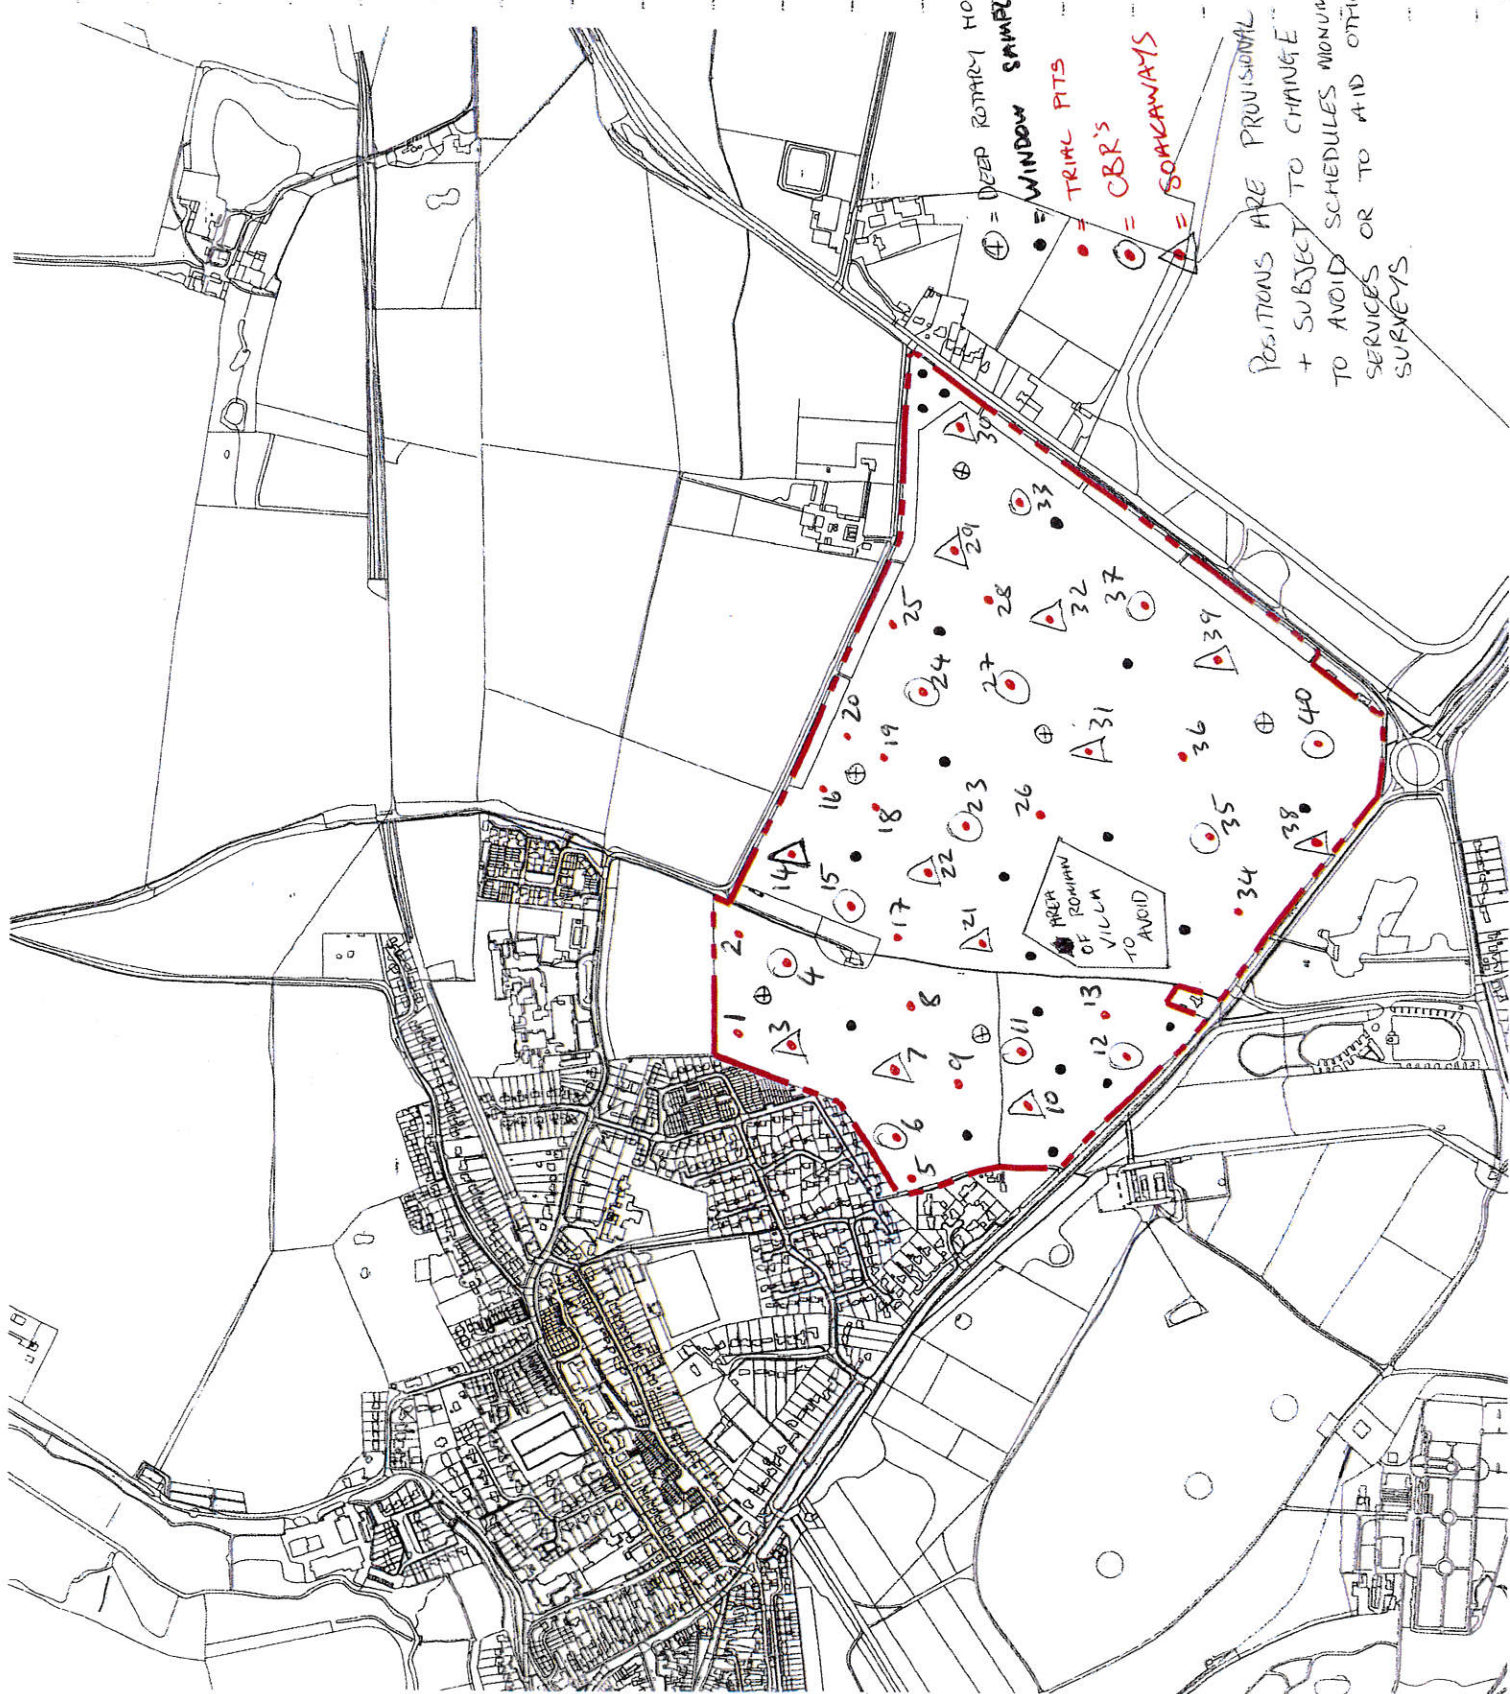 ⊕ = DEEP ROTARY HO
● = WINDOW SAMPL
● = TRIAL PITS
= CBR'S
= SOAKAWAYS
POSITIONS ARE PROVISIONAL
+ SUBJECT TO CHANGE
TO AVOID SCHEDULES MONUM
SERVICES OR TO AID OTH
SURVEYS.
AREA
OF ROMAN
VILLA
TO
AVOID
1
2
3
4
5
6
7
8
9
10
11
12
13
14
15
16
17
18
19
20
21
22
23
24
25
26
27
28
29
30
31
32
33
34
35
36
37
38
39
40